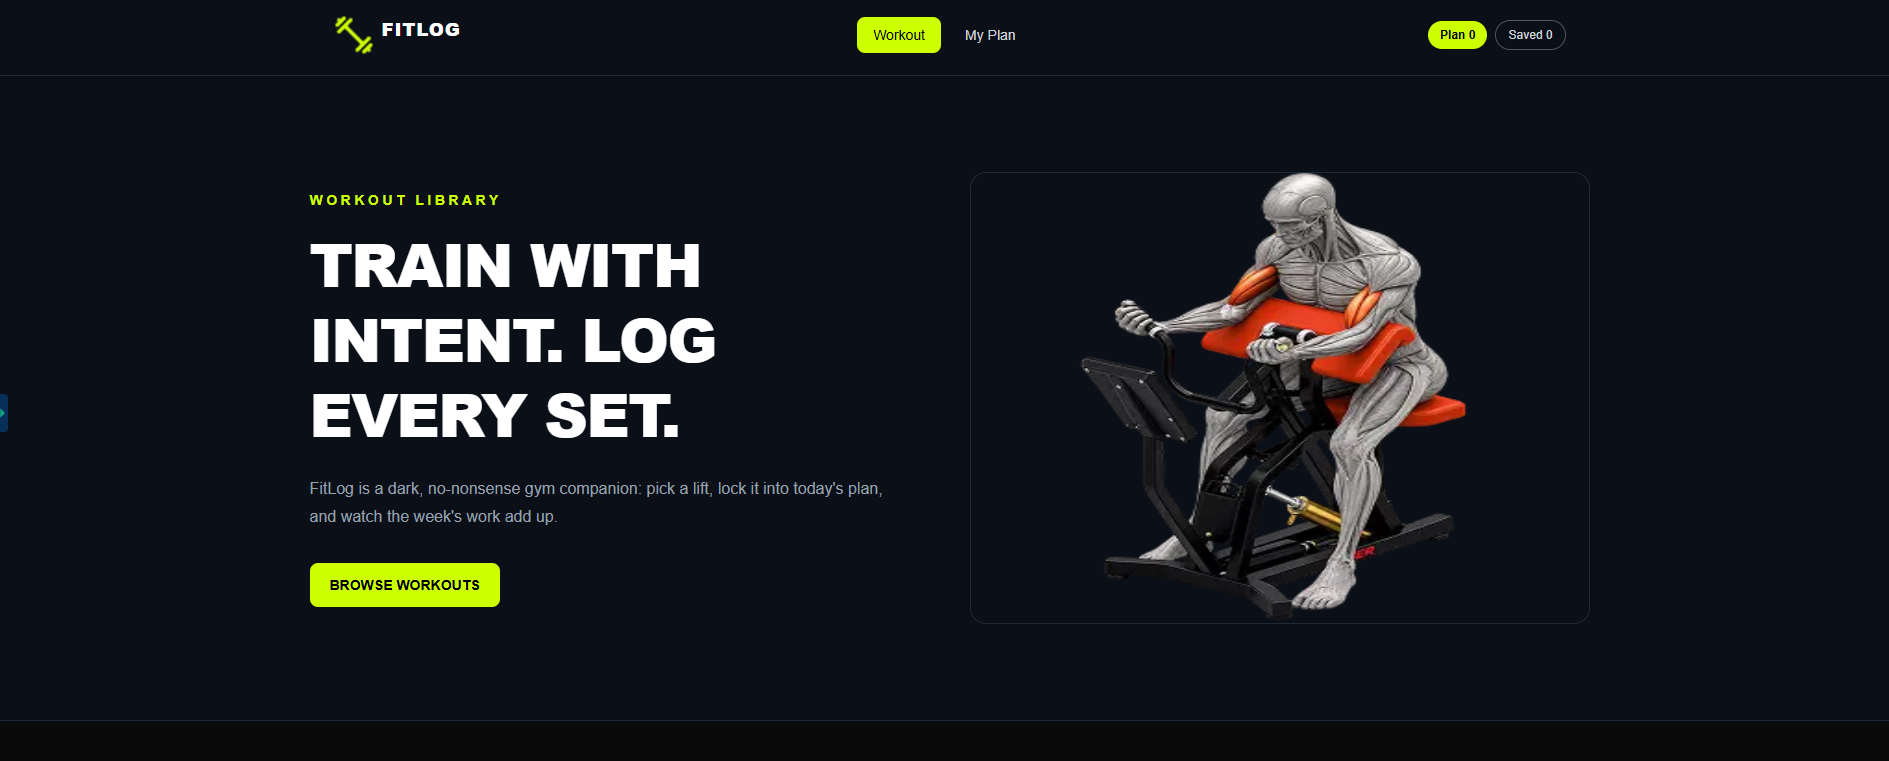 FITLOG
Workout
My Plan
Plan 0
Saved 0
WORKOUT LIBRARY
TRAIN WITH
INTENT. LOG
EVERY SET.
FitLog is a dark, no-nonsense gym companion: pick a lift, lock it into today's plan,
and watch the week's work add up.
BROWSE WORKOUTS